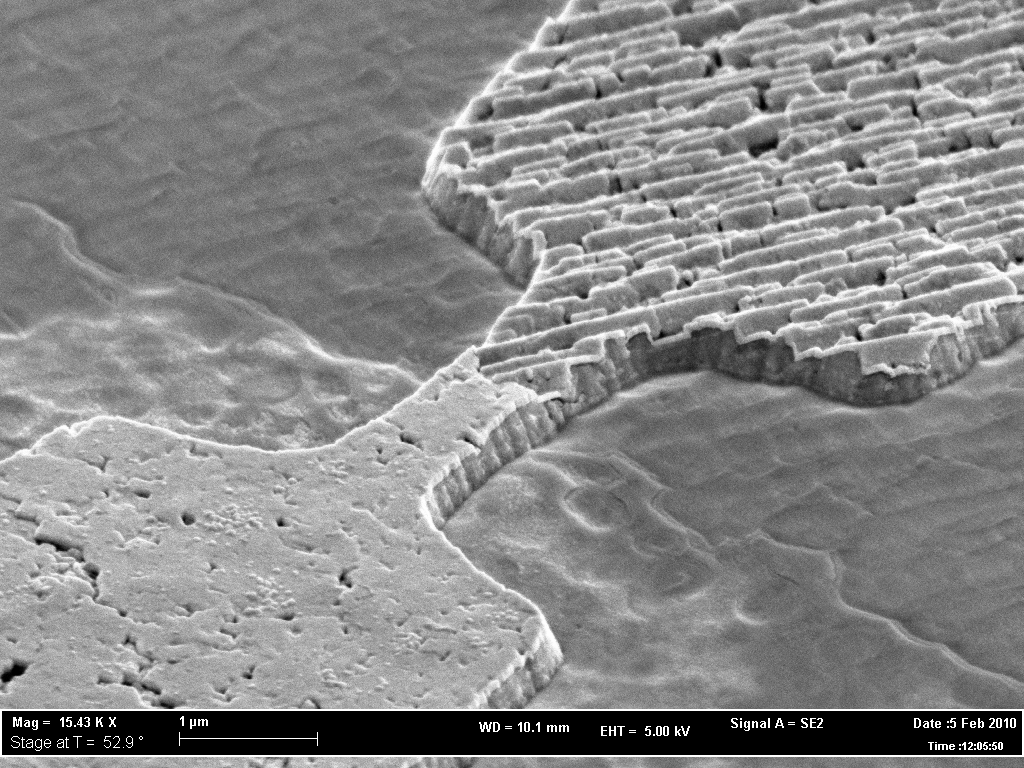 Mag = 15.43 K X
1 µm
WD = 10.1 mm
EHT = 5.00 kV
Signal A = SE2
Date :5 Feb 2010
Stage at T = 52.9 °
Time :12:05:50